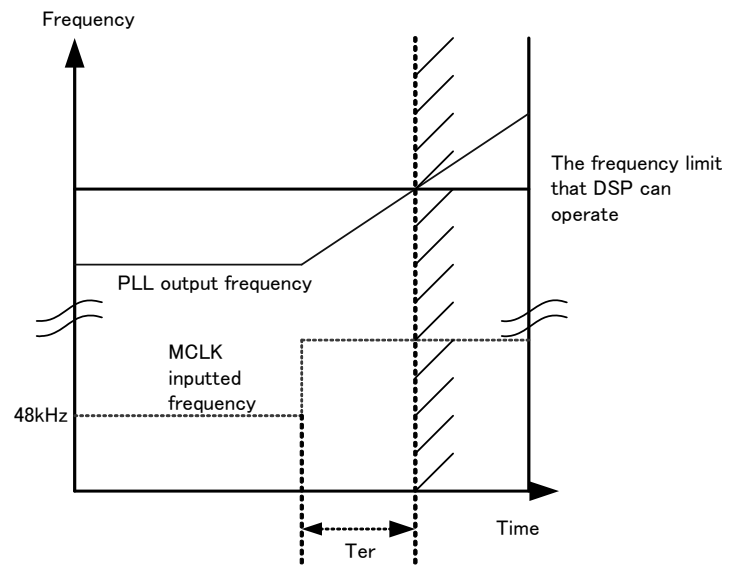 Frequency
The frequency limit
that DSP can
operate
PLL output frequency
MCLK
inputted
frequency
48kHz
Time
Ter